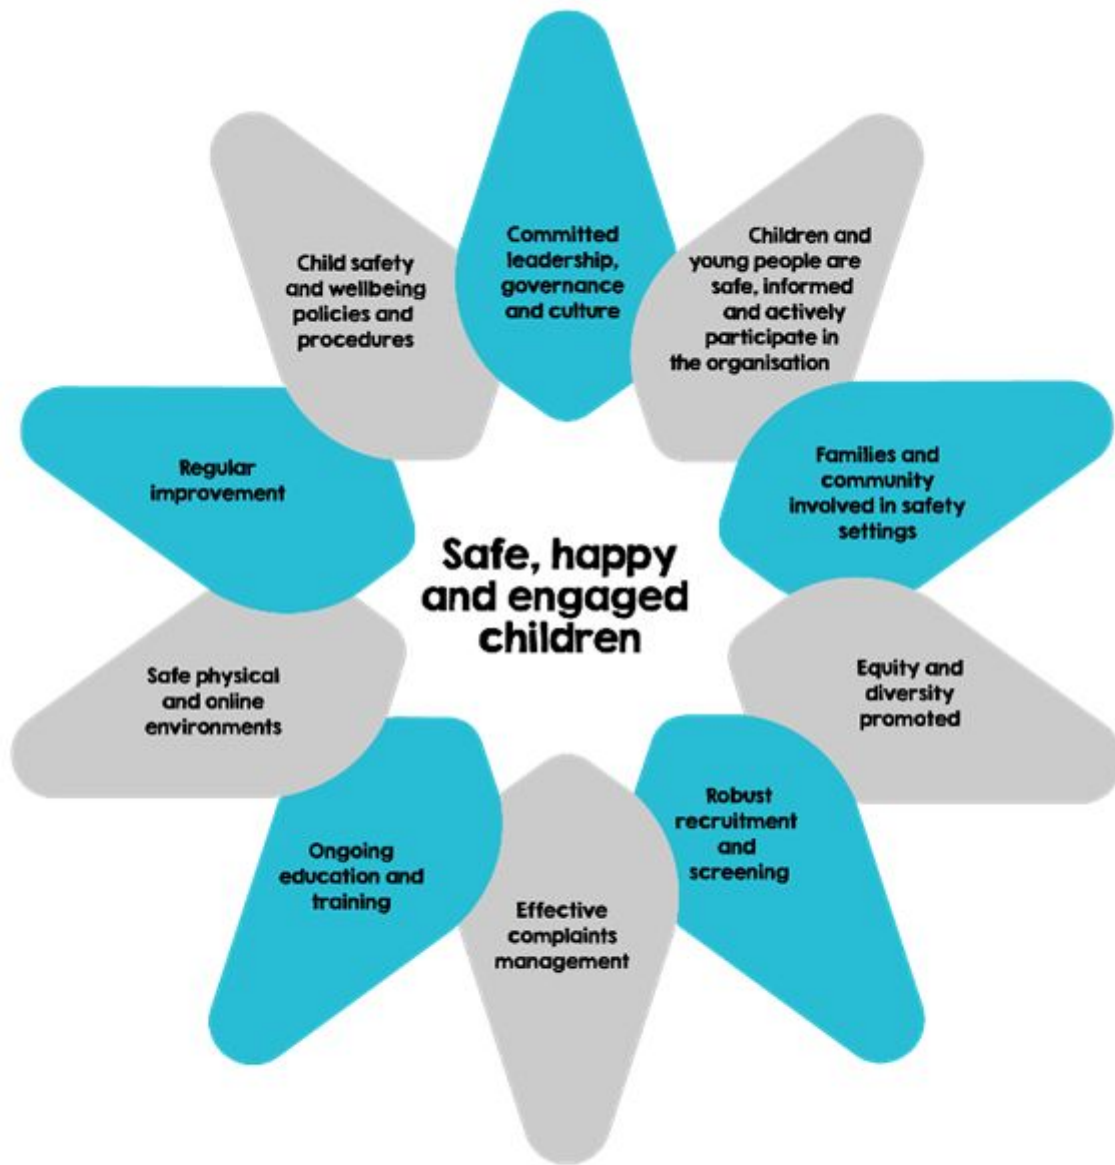 Committed
leadership,
governance
and culture
Children and
young people are
safe, informed
and actively
participate in
the organisation
Families and
community
involved in safety
settings
Equity and
diversity
promoted
Robust
recruitment
and
screening
Effective
complaints
management
Ongoing
education and
training
Safe physical
and online
environments
Regular
improvement
Child safety
and wellbeing
policies and
procedures
Safe, happy
and engaged
children